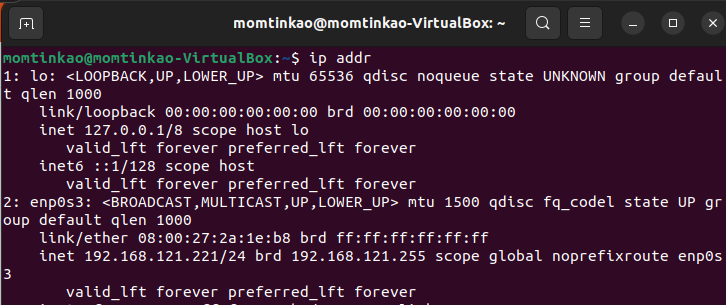 momtinkao@momtinkao-VirtualBox: ~
momtinkao@momtinkao-VirtualBox:~$ ip addr
1: lo: <LOOPBACK,UP,LOWER_UP> mtu 65536 qdisc noqueue state UNKNOWN group defaul
t qlen 1000
    link/loopback 00:00:00:00:00:00 brd 00:00:00:00:00:00
    inet 127.0.0.1/8 scope host lo
       valid_lft forever preferred_lft forever
    inet6 ::1/128 scope host
       valid_lft forever preferred_lft forever
2: enp0s3: <BROADCAST,MULTICAST,UP,LOWER_UP> mtu 1500 qdisc fq_codel state UP gr
oup default qlen 1000
    link/ether 08:00:27:2a:1e:b8 brd ff:ff:ff:ff:ff:ff
    inet 192.168.121.221/24 brd 192.168.121.255 scope global noprefixroute enp0s
3
       valid_lft forever preferred_lft forever